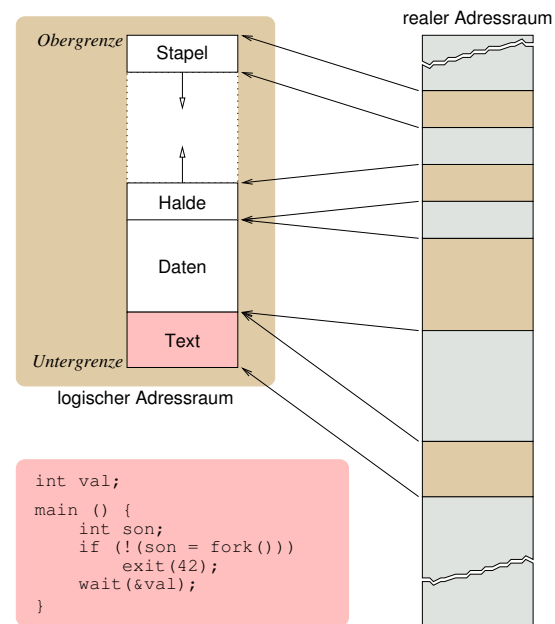 realer Adressraum
Obergrenze
Stapel
Halde
Daten
Text
Untergrenze
logischer Adressraum
int val;
main () {
    int son;
    if (!(son = fork()))
        exit(42);
    wait(&val);
}